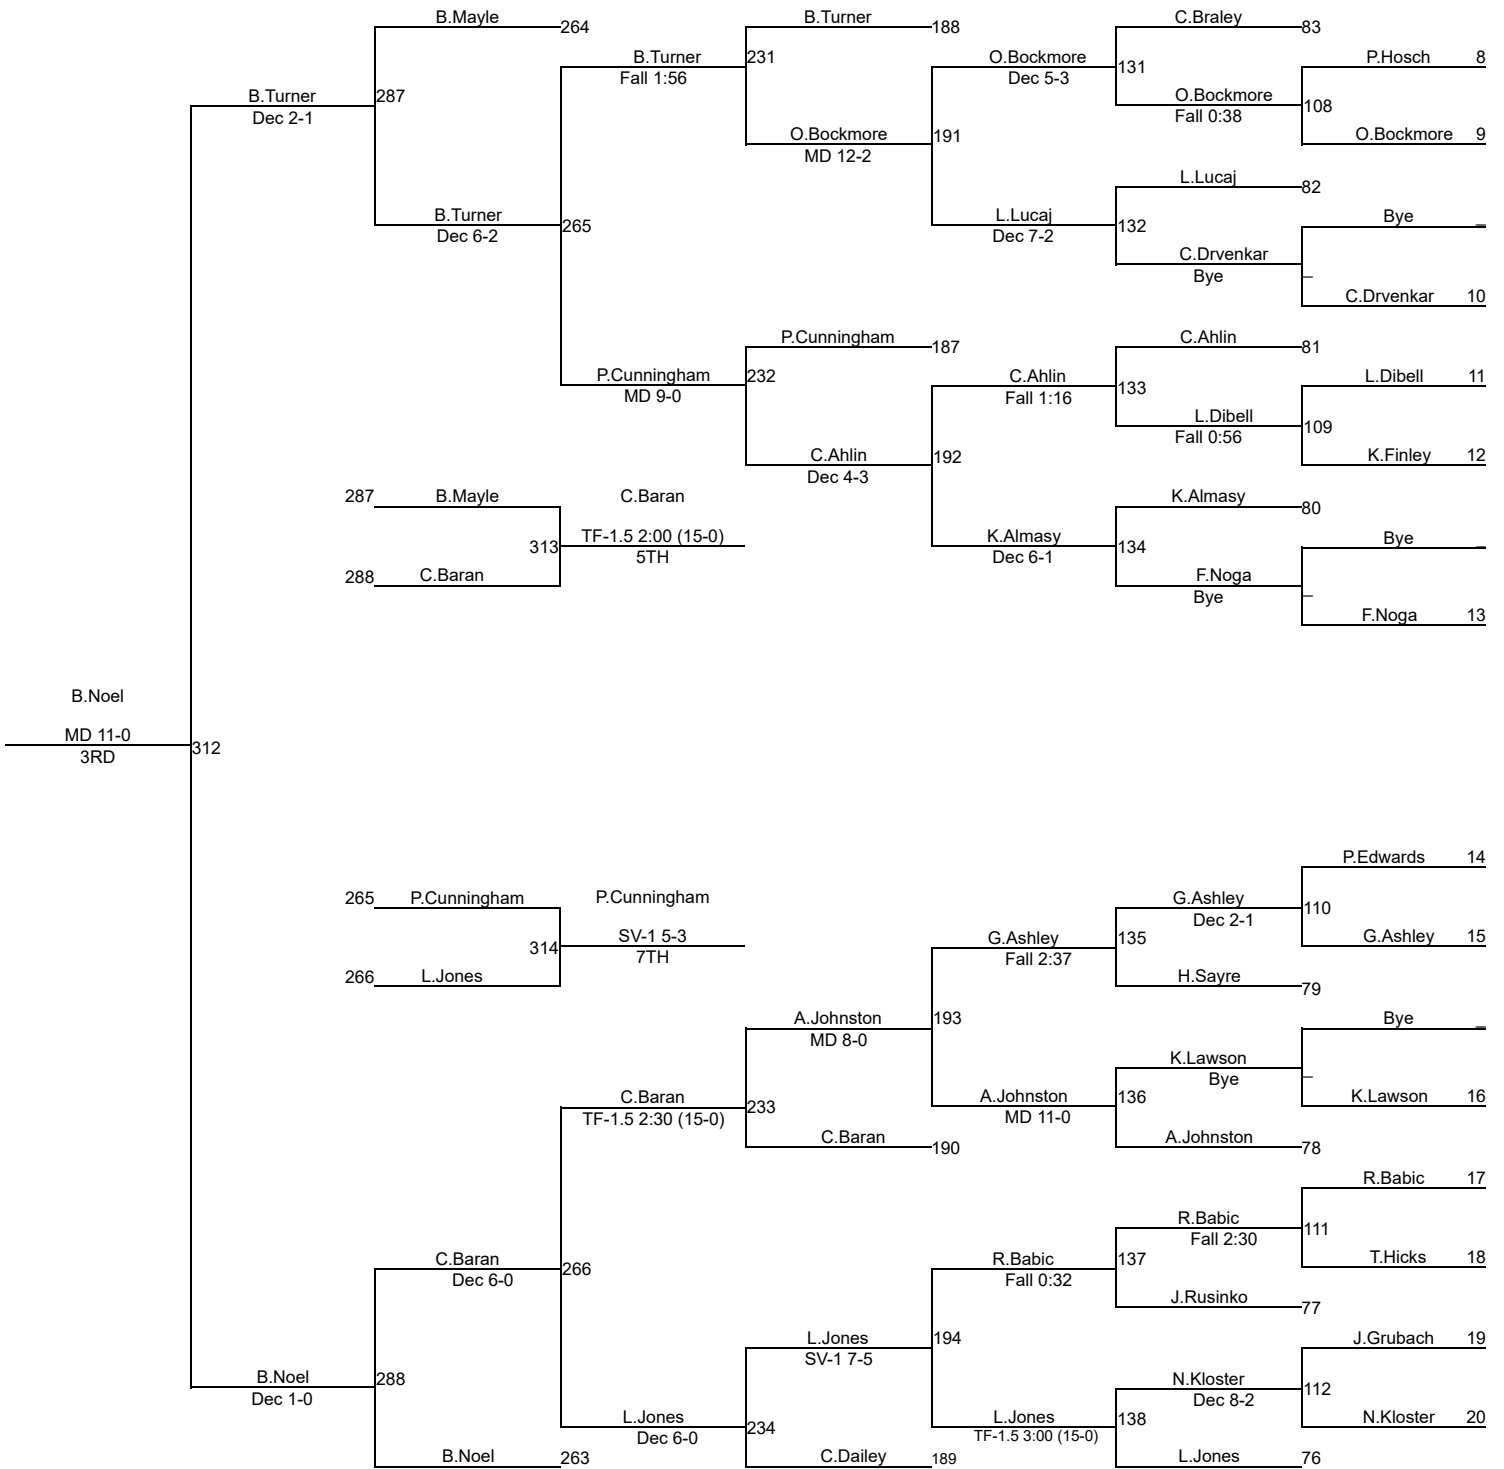 B.Mayle 264 B.Turner 188 C.Braley 83
B.Turner 231 O.Bockmore 131 P.Hosch 8
Fall 1:56 Dec 5-3
B.Turner 287 O.Bockmore 108
Dec 2-1 Fall 0:38
O.Bockmore 191 O.Bockmore 9
MD 12-2
L.Lucaj 82
B.Turner 265 L.Lucaj 132 Bye _
Dec 6-2 Dec 7-2
C.Drvenkar
Bye _
C.Drvenkar 10
P.Cunningham 187 C.Ahlin 81
P.Cunningham 232 C.Ahlin 133 L.Dibell 11
MD 9-0 Fall 1:16
L.Dibell 109
Fall 0:56
C.Ahlin 192 K.Finley 12
Dec 4-3
287 B.Mayle C.Baran K.Almasy 80
313 TF-1.5 2:00 (15-0) K.Almasy 134 Bye _
5TH Dec 6-1
288 C.Baran F.Noga
Bye _
F.Noga 13
B.Noel
MD 11-0 312
3RD
P.Edwards 14
265 P.Cunningham P.Cunningham G.Ashley 110
Dec 2-1
314 SV-1 5-3 G.Ashley 135 G.Ashley 15
7TH Fall 2:37
266 L.Jones H.Sayre 79
A.Johnston 193 Bye _
MD 8-0
K.Lawson
Bye _
C.Baran 233 A.Johnston 136 K.Lawson 16
TF-1.5 2:30 (15-0) MD 11-0
C.Baran 190 A.Johnston 78
R.Babic 17
R.Babic 111
Fall 2:30
C.Baran 266 R.Babic 137 T.Hicks 18
Dec 6-0 Fall 0:32
J.Rusinko 77
L.Jones 194 J.Grubach 19
SV-1 7-5
B.Noel 288 N.Kloster 112
Dec 1-0 Dec 8-2
L.Jones 234 L.Jones 138 N.Kloster 20
Dec 6-0 TF-1.5 3:00 (15-0)
B.Noel 263 C.Dailey 189 L.Jones 76